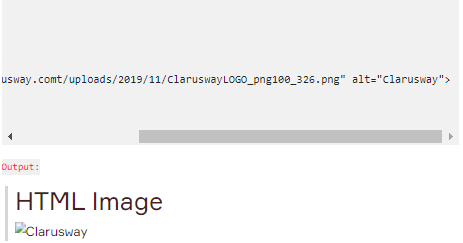 usway.comt/uploads/2019/11/ClaruswayLOGO_png100_326.png" alt="Clarusway">
Output:
HTML Image
Clarusway